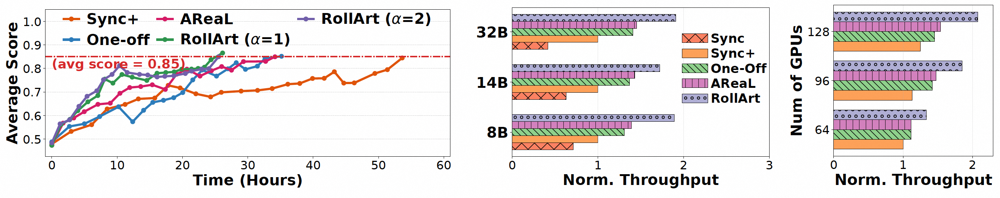 Average Score
1.0
0.9
0.8
0.7
0.6
0.5
Sync+
AReaL
RollArt (α=2)
One-off
RollArt (α=1)
(avg score = 0.85)
0 10 20 30 40 50 60
Time (Hours)
32B
14B
8B
Sync
Sync+
One-Off
AReaL
RollArt
0 1 2 3
Norm. Throughput
Num of GPUs
128
96
64
0 1 2
Norm. Throughput